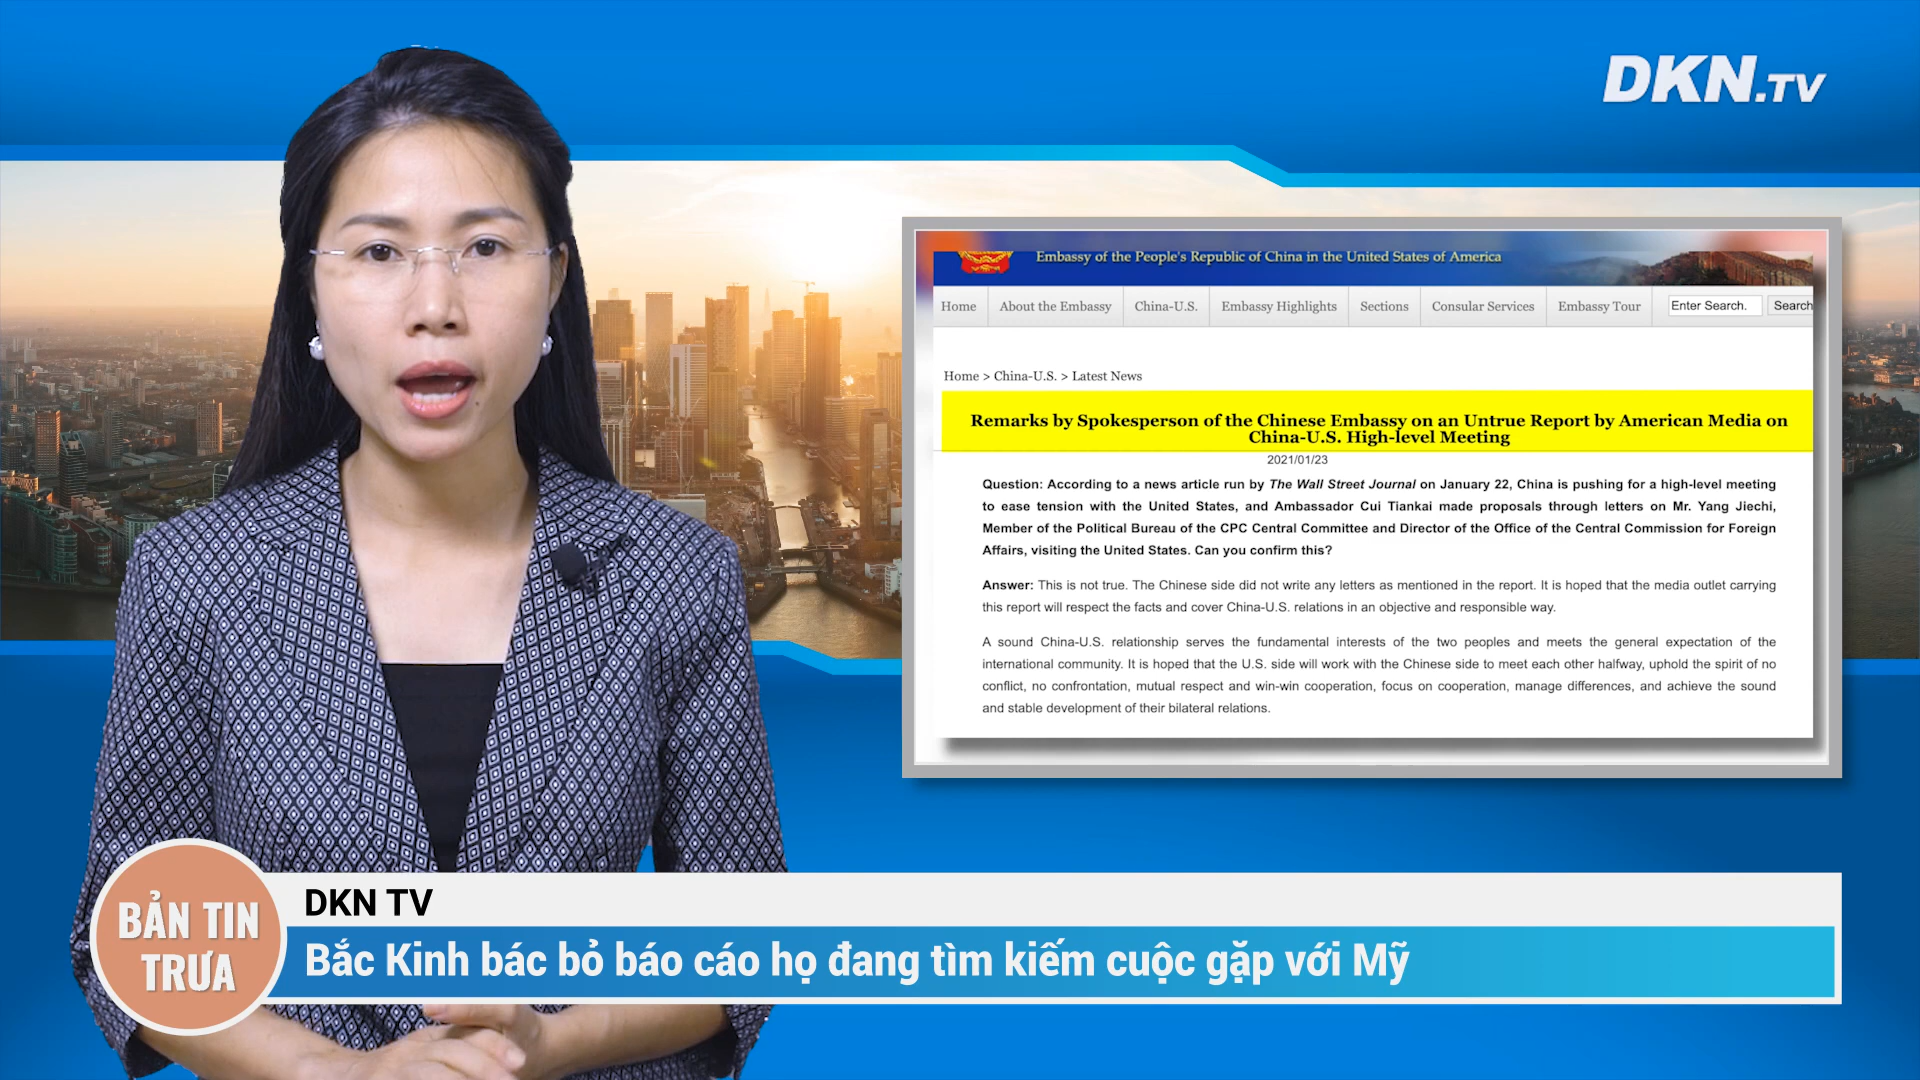 DKN.TV
Embassy of the People's Republic of China in the United States of America
Home About the Embassy China-U.S. Embassy Highlights Sections Consular Services Embassy Tour Enter Search. Search
Home > China-U.S. > Latest News
Remarks by Spokesperson of the Chinese Embassy on an Untrue Report by American Media on
China-U.S. High-level Meeting
2021/01/23
Question: According to a news article run by The Wall Street Journal on January 22, China is pushing for a high-level meeting
to ease tension with the United States, and Ambassador Cui Tiankai made proposals through letters on Mr. Yang Jiechi,
Member of the Political Bureau of the CPC Central Committee and Director of the Office of the Central Commission for Foreign
Affairs, visiting the United States. Can you confirm this?
Answer: This is not true. The Chinese side did not write any letters as mentioned in the report. It is hoped that the media outlet carrying
this report will respect the facts and cover China-U.S. relations in an objective and responsible way.
A sound China-U.S. relationship serves the fundamental interests of the two peoples and meets the general expectation of the
international community. It is hoped that the U.S. side will work with the Chinese side to meet each other halfway, uphold the spirit of no
conflict, no confrontation, mutual respect and win-win cooperation, focus on cooperation, manage differences, and achieve the sound
and stable development of their bilateral relations.
BẢN TIN
TRƯA
DKN TV
Bắc Kinh bác bỏ báo cáo họ đang tìm kiếm cuộc gặp với Mỹ